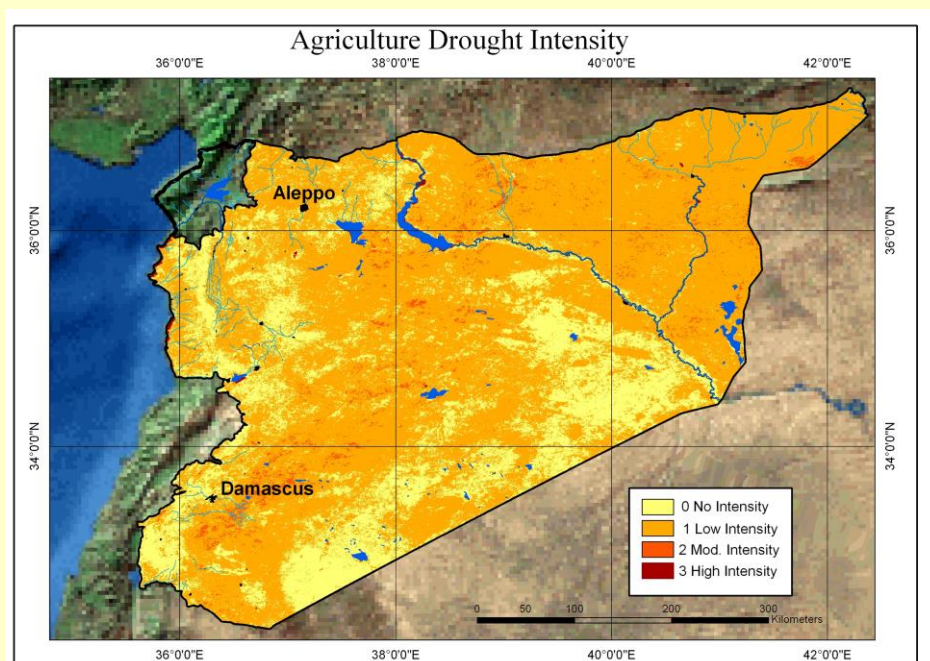 Agriculture Drought Intensity
36°0'0"E 38°0'0"E 40°0'0"E 42°0'0"E
Aleppo
36°0'0"N 36°0'0"N
34°0'0"N 34°0'0"N
Damascus
0 No Intensity
1 Low Intensity
2 Mod. Intensity
3 High Intensity
0 50 100 200 300
Kilometers
36°0'0"E 38°0'0"E 40°0'0"E 42°0'0"E